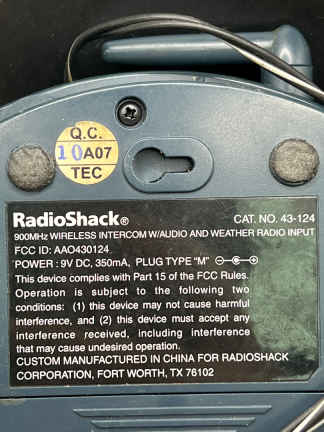 Q.C.
10A07
TEC
RadioShack® CAT. NO. 43-124
900MHz WIRELESS INTERCOM W/AUDIO AND WEATHER RADIO INPUT
FCC ID: AAO430124
POWER : 9V DC, 350mA, PLUG TYPE "M"
This device complies with Part 15 of the FCC Rules.
Operation is subject to the following two
conditions: (1) this device may not cause harmful
interference, and (2) this device must accept any
interference received, including interference
that may cause undesired operation.
CUSTOM MANUFACTURED IN CHINA FOR RADIOSHACK
CORPORATION, FORT WORTH, TX 76102